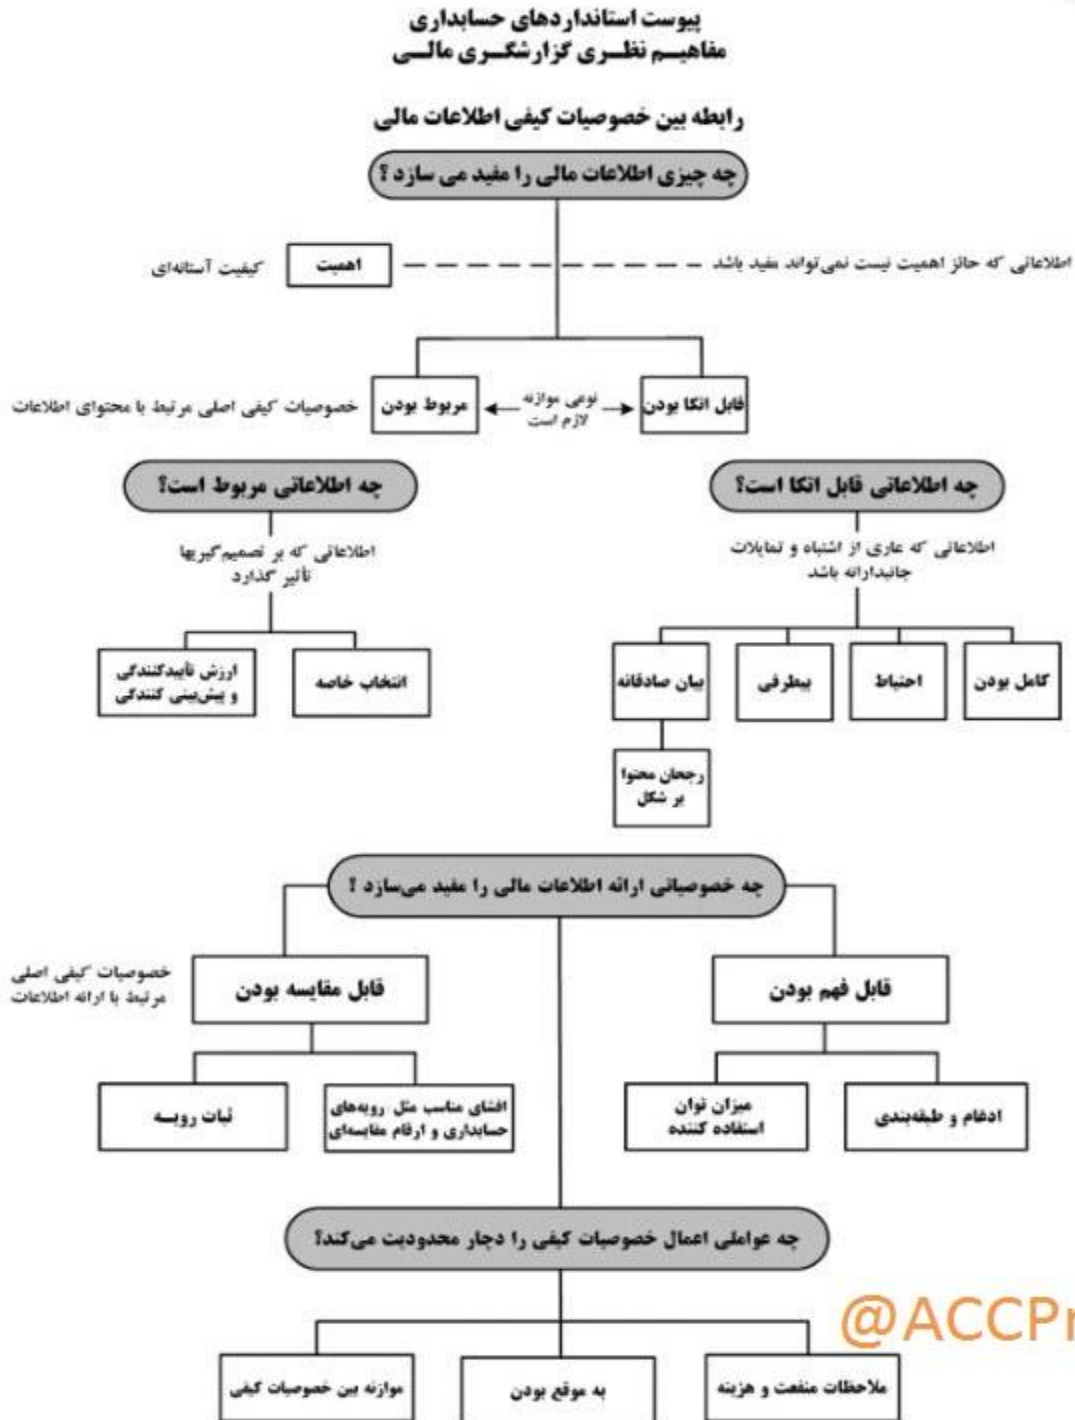 پیوست استانداردهای حسابداری
مفاهیـم نظـری گزارشگـری مالـی
رابطه بین خصوصیات کیفی اطلاعات مالی
چه چیزی اطلاعات مالی را مفید می سازد ؟
اطلاعاتی که حائز اهمیت نیست نمی‌تواند مفید باشد
اهمیت
کیفیت آستانه‌ای
قابل اتکا بودن
نوعی موازنه
لازم است
مربوط بودن
خصوصیات کیفی اصلی مرتبط با محتوای اطلاعات
چه اطلاعاتی قابل اتکا است؟
چه اطلاعاتی مربوط است؟
اطلاعاتی که عاری از اشتباه و تمایلات
جانبدارانه باشد
اطلاعاتی که بر تصمیم‌گیریها
تأثیر گذارد
کامل بودن
احتیاط
بیطرفی
بیان صادقانه
رجحان محتوا
بر شکل
انتخاب خاصه
ارزش تأییدکنندگی
و پیش‌بینی کنندگی
چه خصوصیاتی ارائه اطلاعات مالی را مفید می‌سازد ؟
قابل فهم بودن
قابل مقایسه بودن
خصوصیات کیفی اصلی
مرتبط با ارائه اطلاعات
ادغام و طبقه‌بندی
میزان توان
استفاده کننده
افشای مناسب مثل رویه‌های
حسابداری و ارقام مقایسه‌ای
ثبات رویـه
چه عواملی اعمال خصوصیات کیفی را دچار محدودیت می‌کند؟
@ACCPr
ملاحظات منفعت و هزینه
به موقع بودن
موازنه بین خصوصیات کیفی